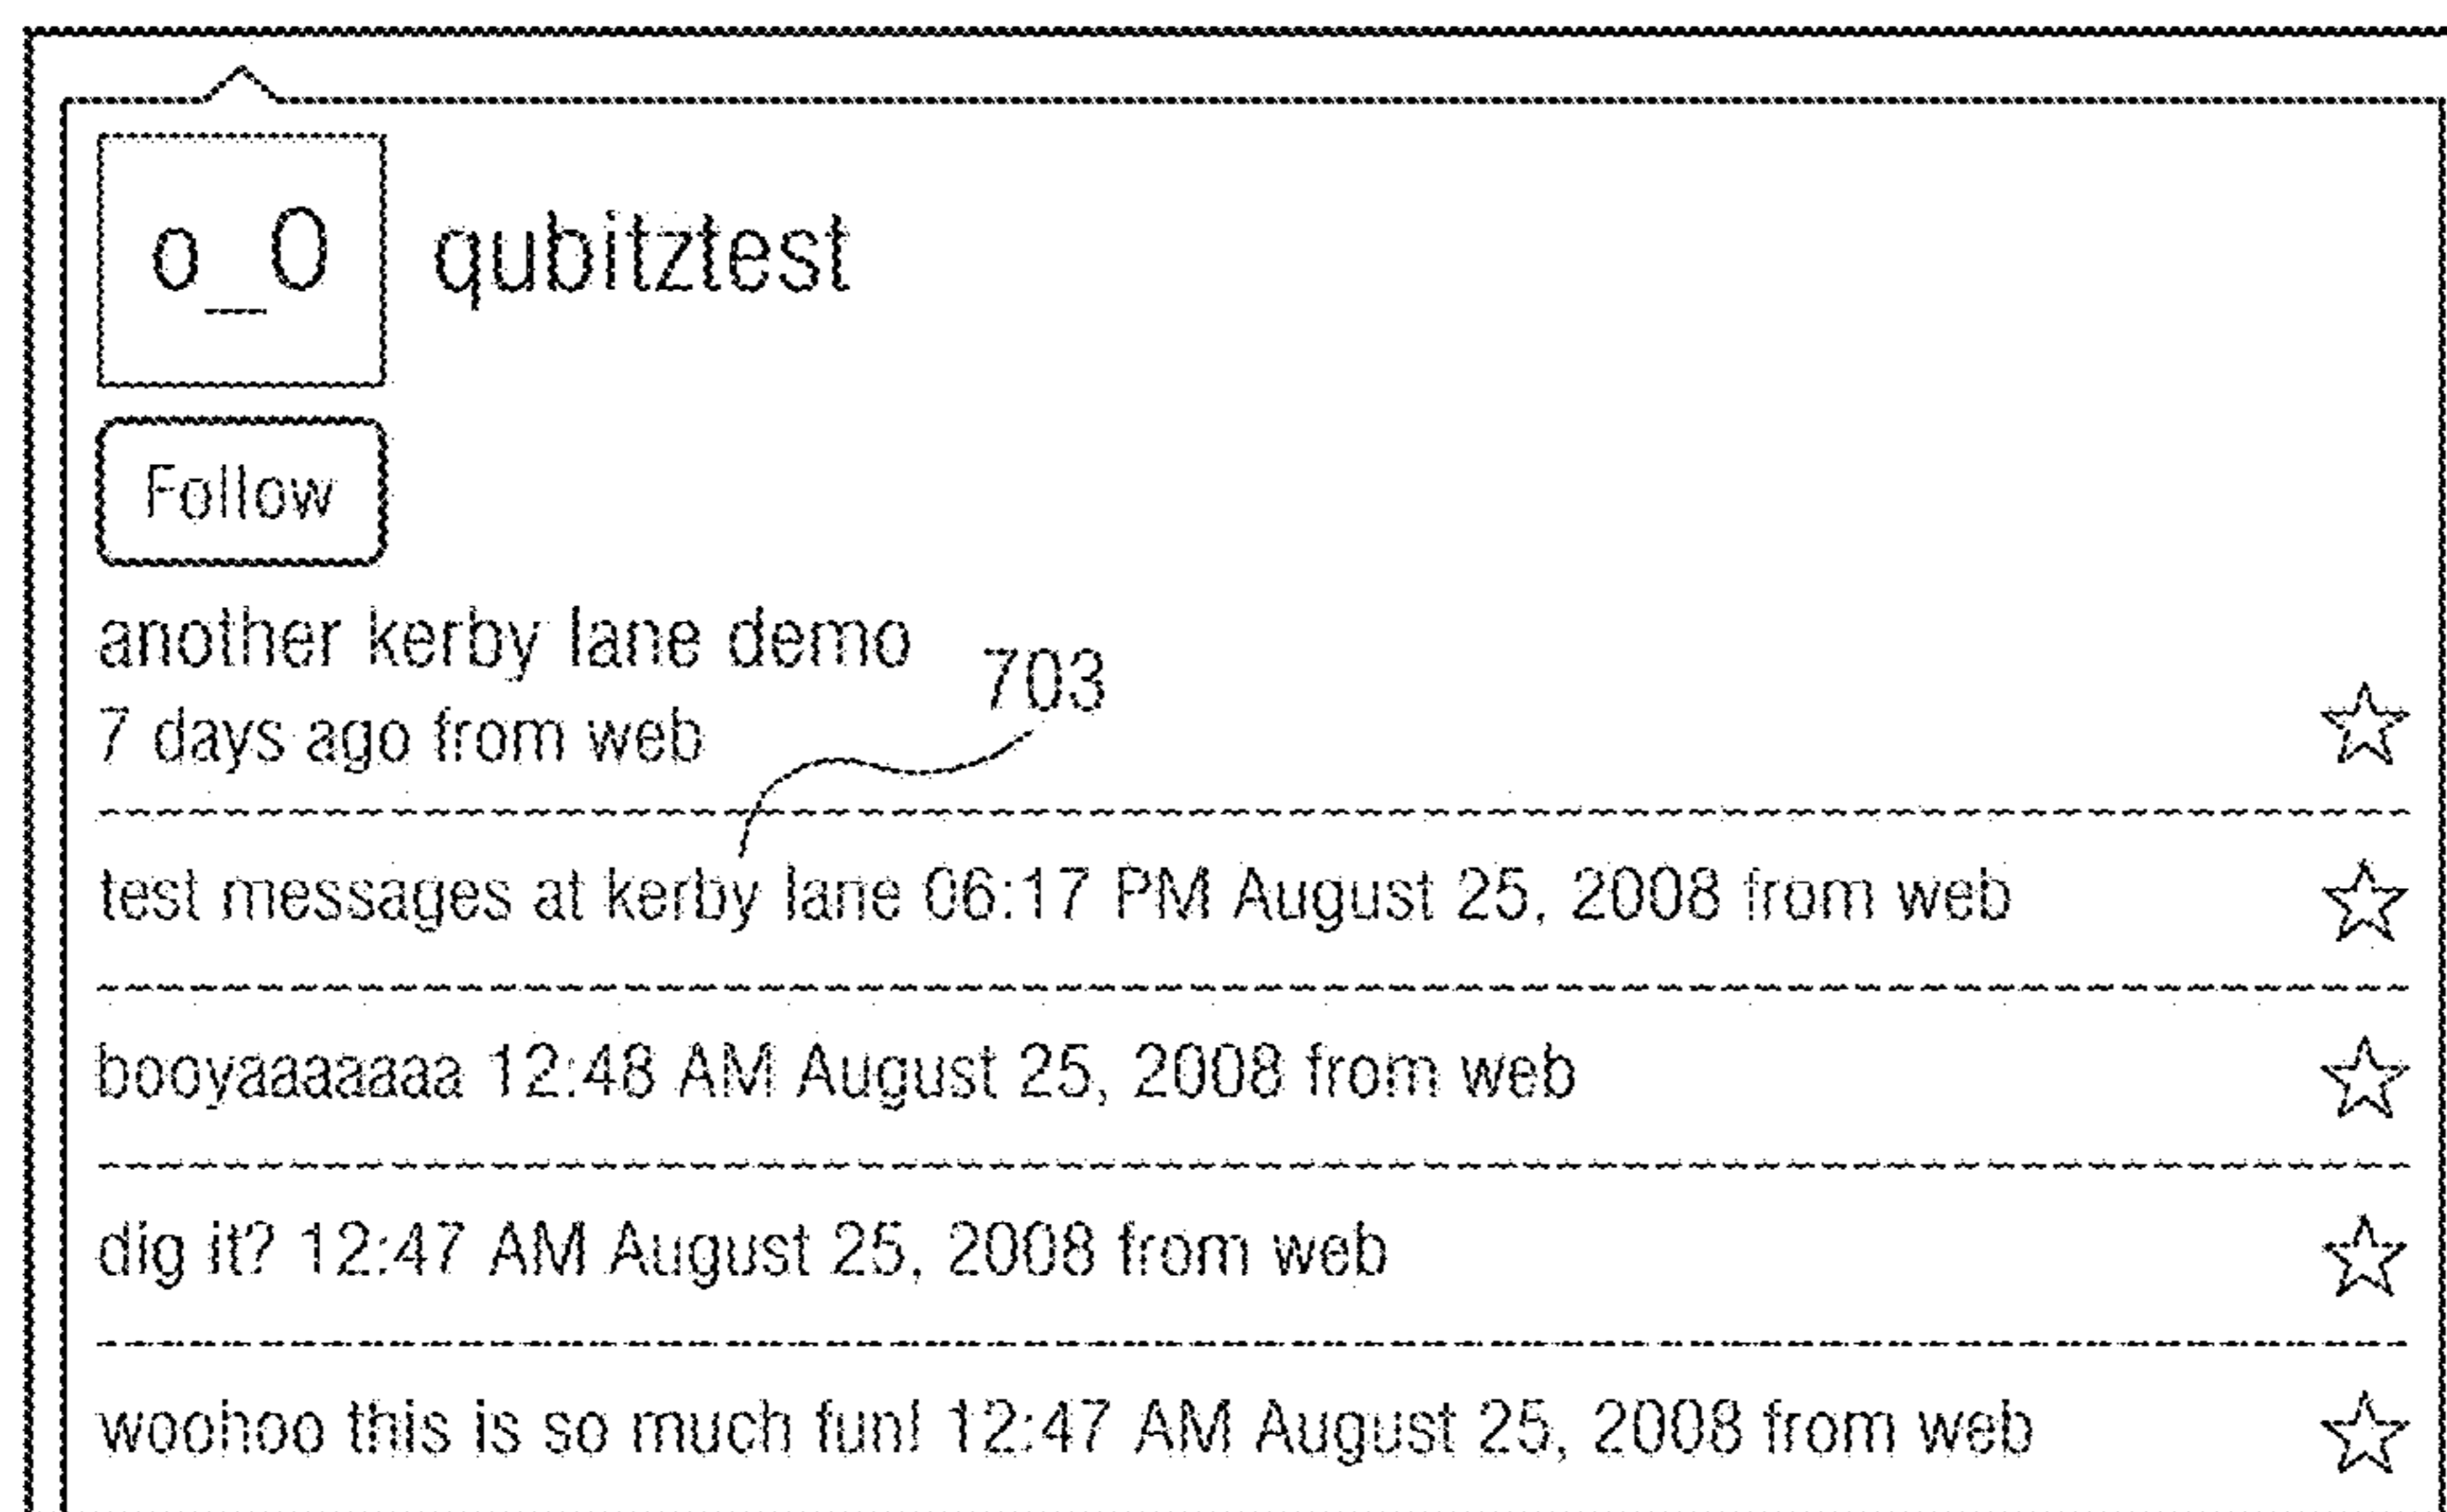 o_O qubitztest
Follow
another kerby lane demo
703
7 days ago from web
test messages at kerby lane 06:17 PM August 25, 2008 from web
booyaaaaaaa 12:48 AM August 25, 2008 from web
dig it? 12:47 AM August 25, 2008 from web
woohoo this is so much fun! 12:47 AM August 25, 2008 from web